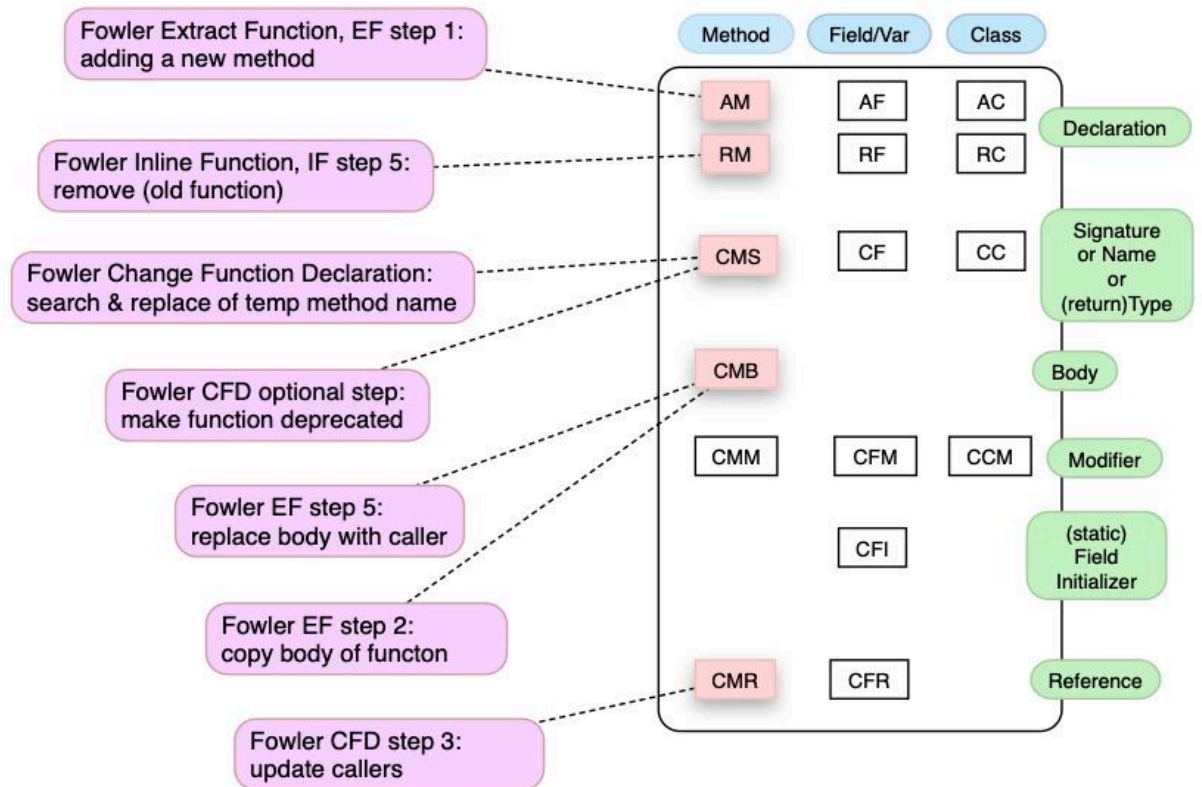 Fowler Extract Function, EF step 1:
adding a new method
Method
Field/Var
Class
AM
AF
AC
Declaration
Fowler Inline Function, IF step 5:
remove (old function)
RM
RF
RC
Fowler Change Function Declaration:
search & replace of temp method name
CMS
CF
CC
Signature
or Name
or
(return)Type
Fowler CFD optional step:
make function deprecated
CMB
Body
CMM
CFM
CCM
Modifier
Fowler EF step 5:
replace body with caller
CFI
(static)
Field
Initializer
Fowler EF step 2:
copy body of functon
CMR
CFR
Reference
Fowler CFD step 3:
update callers